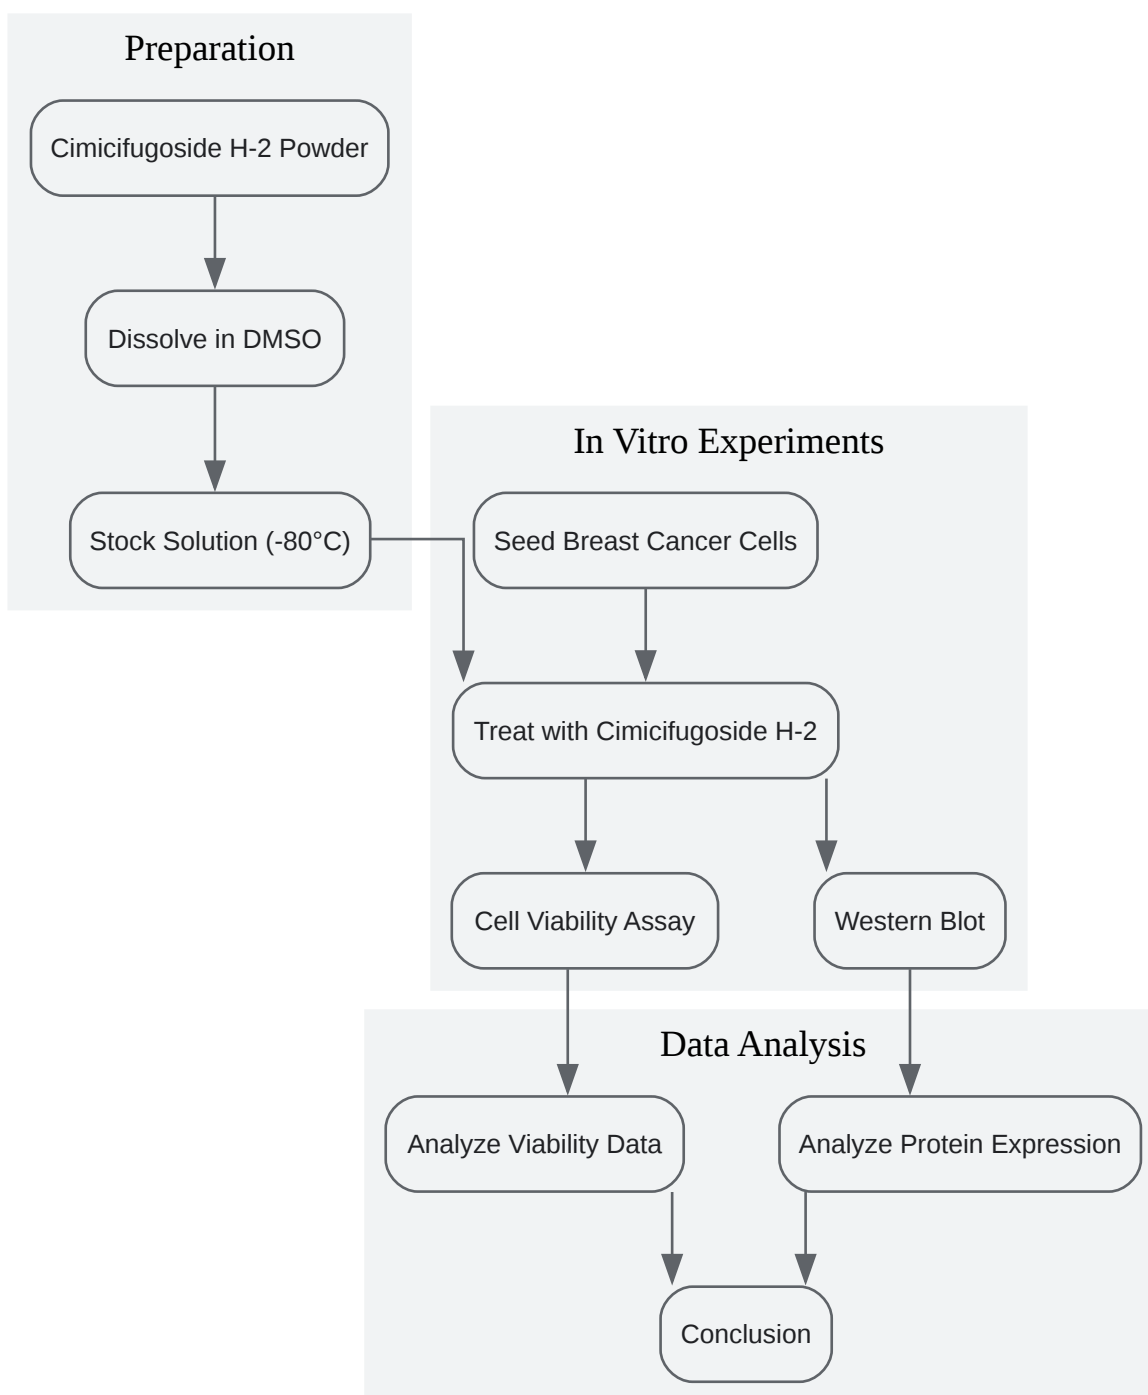 Preparation
Cimicifugoside H-2 Powder
Dissolve in DMSO
Stock Solution (-80°C)
In Vitro Experiments
Seed Breast Cancer Cells
Treat with Cimicifugoside H-2
Cell Viability Assay
Western Blot
Data Analysis
Analyze Viability Data
Analyze Protein Expression
Conclusion